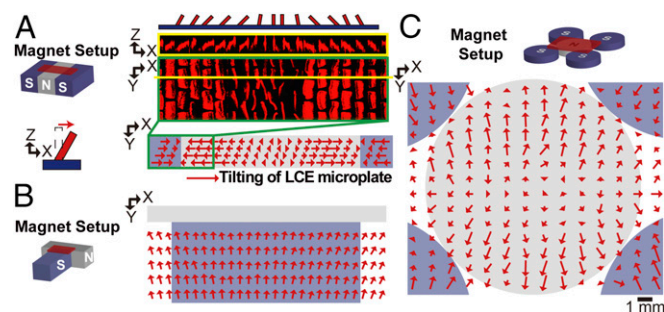 A
Magnet Setup
S N S
Z
X
Z
X
Y
X
X
Y
X
Y
Tilting of LCE microplate
B
Magnet Setup
S
N
X
Y
C
Magnet
Setup
S
S
N
S
S
1 mm